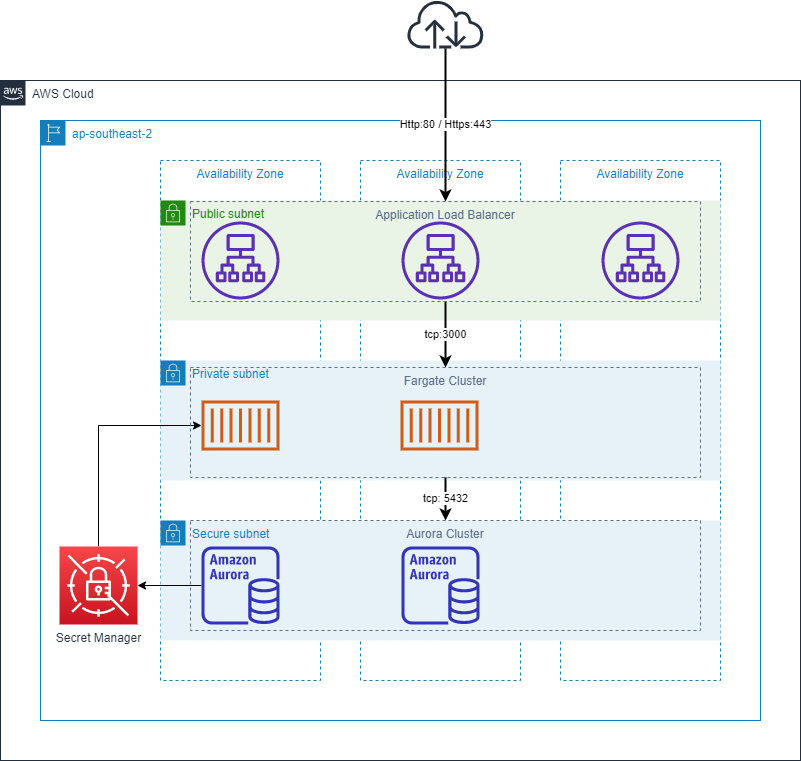 aws
AWS Cloud
Http:80 / Https:443
ap-southeast-2
Availability Zone
Availability Zone
Availability Zone
Public subnet
Application Load Balancer
tcp:3000
Private subnet
Fargate Cluster
tcp: 5432
Secure subnet
Aurora Cluster
Amazon
Aurora
Amazon
Aurora
Secret Manager